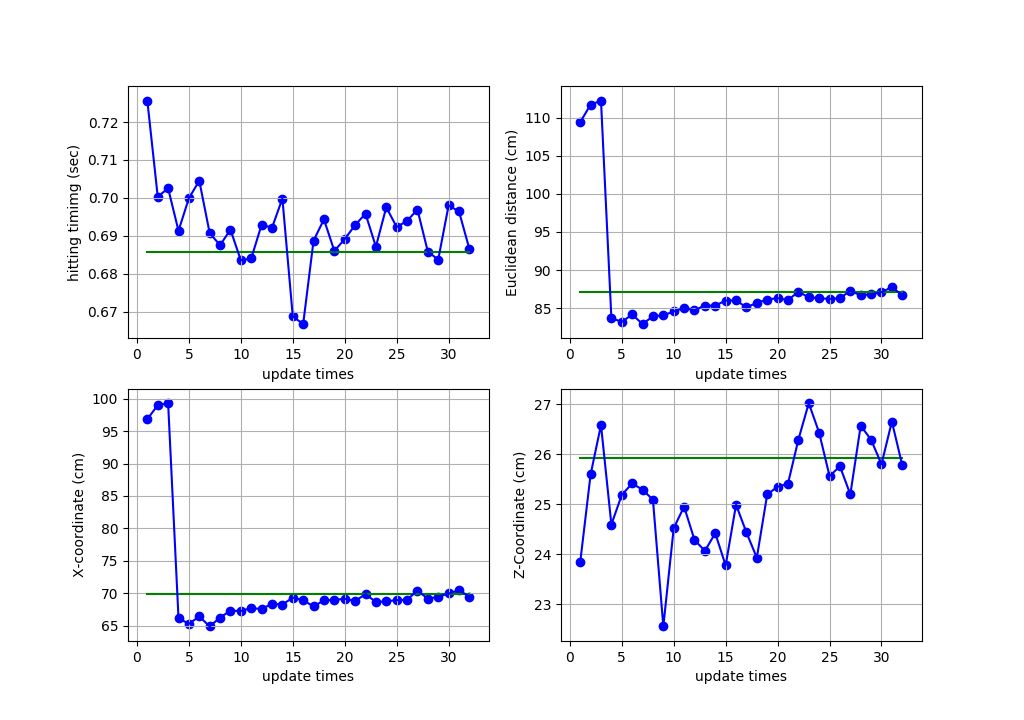 hitting timimg (sec)
0.72
0.71
0.70
0.69
0.68
0.67
0 5 10 15 20 25 30
update times
Euclidean distance (cm)
110
105
100
95
90
85
0 5 10 15 20 25 30
update times
X-coordinate (cm)
100
95
90
85
80
75
70
65
0 5 10 15 20 25 30
update times
Z-Coordinate (cm)
27
26
25
24
23
0 5 10 15 20 25 30
update times